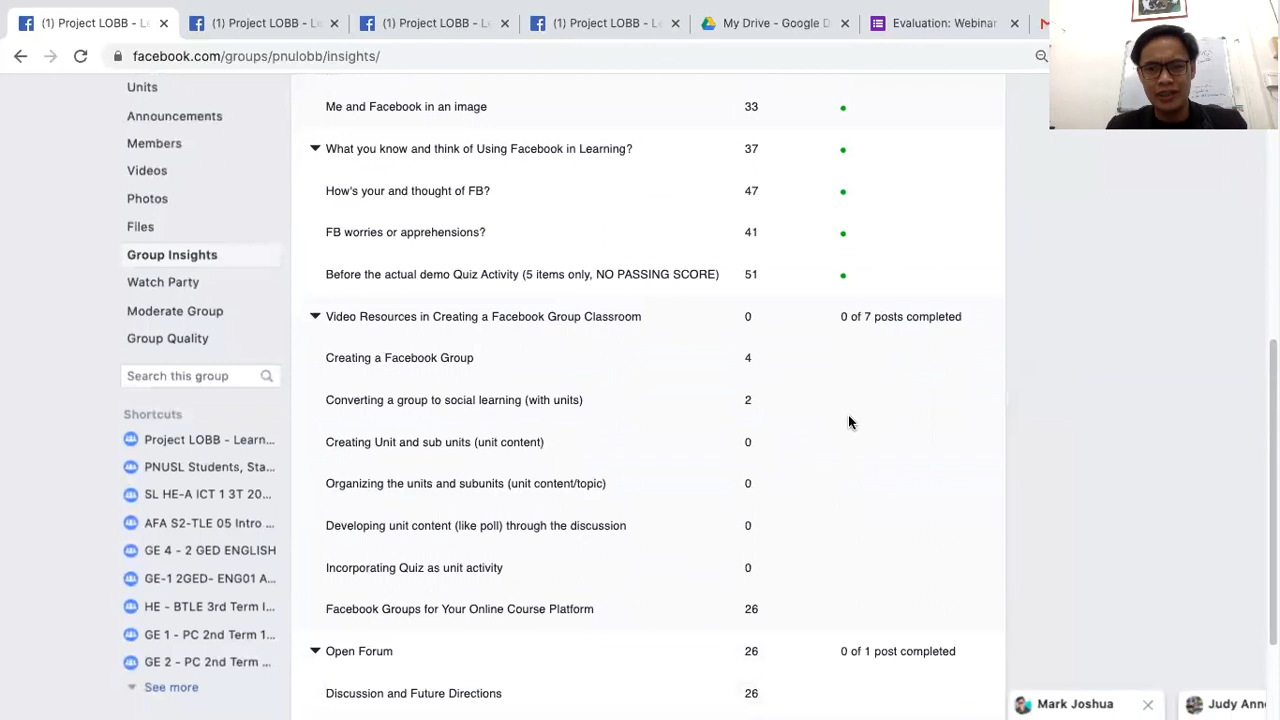 (1) Project LOBB - L
(1) Project LOBB - L
(1) Project LOBB - L
(1) Project LOBB - L
My Drive - Google D
Evaluation: Webinar
facebook.com/groups/pnulobb/insights/
Units
Announcements
Members
Videos
Photos
Files
Group Insights
Watch Party
Moderate Group
Group Quality
Search this group
Shortcuts
Project LOBB - Learn...
PNUSL Students, Sta...
SL HE-A ICT 1 3T 20...
AFA S2-TLE 05 Intro ...
GE 4 - 2 GED ENGLISH
GE-1 2GED- ENG01 A...
HE - BTLE 3rd Term I...
GE 1 - PC 2nd Term 1...
GE 2 - PC 2nd Term ...
See more
Me and Facebook in an image 33
What you know and think of Using Facebook in Learning? 37
How's your and thought of FB? 47
FB worries or apprehensions? 41
Before the actual demo Quiz Activity (5 items only, NO PASSING SCORE) 51
Video Resources in Creating a Facebook Group Classroom 0 0 of 7 posts completed
Creating a Facebook Group 4
Converting a group to social learning (with units) 2
Creating Unit and sub units (unit content) 0
Organizing the units and subunits (unit content/topic) 0
Developing unit content (like poll) through the discussion 0
Incorporating Quiz as unit activity 0
Facebook Groups for Your Online Course Platform 26
Open Forum 26 0 of 1 post completed
Discussion and Future Directions 26
Mark Joshua
Judy Ann